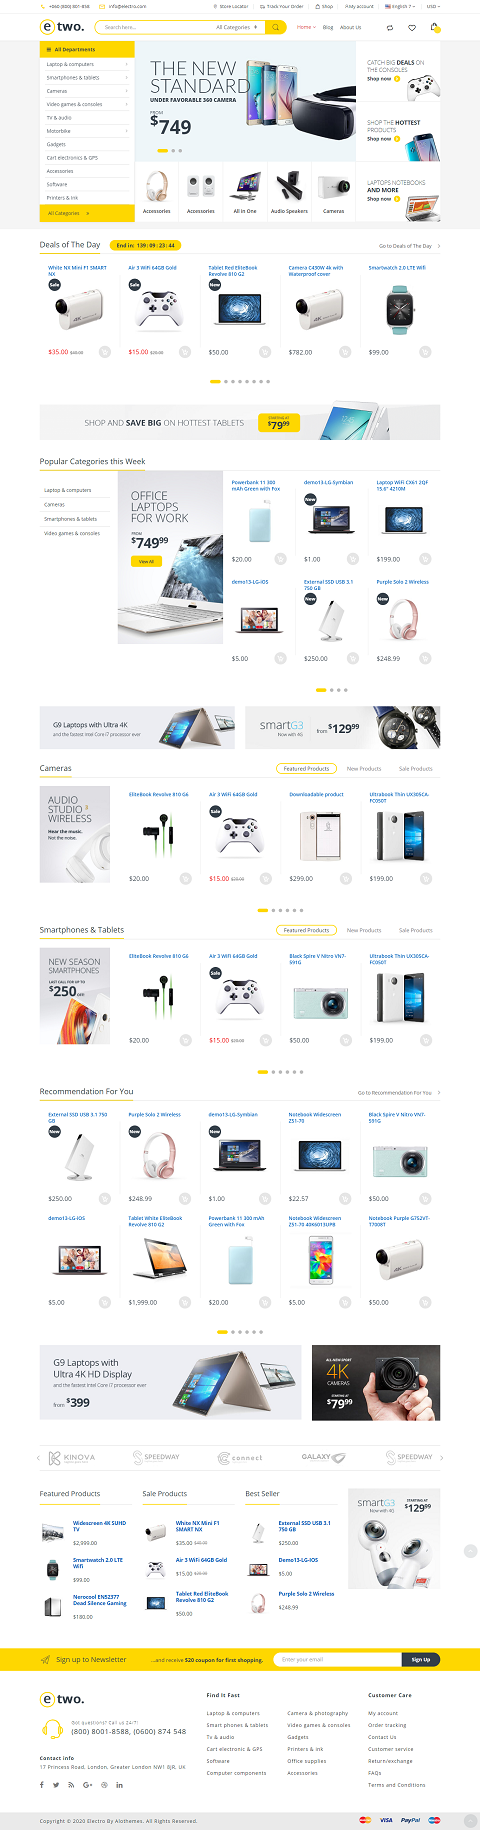 +060 (800) 801-858
info@electro.com
Store Locator
Track Your Order
Shop
My Account
English
USD
e two.
Search here...
All Categories
Home
Blog
About Us
All Departments
Laptop & computers
Smartphones & tablets
Cameras
Video games & consoles
TV & audio
Motorbike
Gadgets
Cart electronics & GPS
Accessories
Software
Printers & Ink
All Categories
THE NEW
STANDARD
UNDER FAVORABLE 360 CAMERA
FROM
$749
CATCH BIG DEALS ON
THE CONSOLES
Shop now
SHOP THE HOTTEST
PRODUCTS
Shop now
LAPTOPS NOTEBOOKS
AND MORE
Shop now
Accessories
Accessories
All in One
Audio Speakers
Cameras
Deals of The Day
End in: 139 : 09 : 23 : 44
Go to Deals of The Day
White NX Mini F1 SMART
NX
Sale
$35.00
Air 3 WiFi 64GB Gold
Sale
$15.00
Tablet Red EliteBook
Revolve 810 G2
New
$50.00
Camera C430W 4k with
Waterproof cover
$782.00
Smartwatch 2.0 LTE Wifi
$99.00
SHOP AND SAVE BIG ON HOTTEST TABLETS
STARTING AT
$79.99
Popular Categories this Week
Laptop & computers
Cameras
Smartphones & tablets
Video games & consoles
OFFICE
LAPTOPS
FOR WORK
FROM
$749.99
View All
Powerbank 11 300
mAh Green with Fox
$20.00
demo13-LG-Symbian
New
$1.00
Laptop WiFi CX61 2QF
15.6" 4210M
$199.00
demo13-LG-iOS
$5.00
External SSD USB 3.1
750 GB
New
$250.00
Purple Solo 2 Wireless
New
$248.99
G9 Laptops with Ultra 4K
and the fastest Intel Core i7 processor ever
smartG3
Now with 4G
from $129.99
Cameras
Featured Products
New Products
Sale Products
AUDIO
STUDIO 3
WIRELESS
Hear the music.
Not the noise.
EliteBook Revolve 810 G6
$20.00
Air 3 WiFi 64GB Gold
Sale
$15.00
Downloadable product
$299.00
Ultrabook Thin UX305CA-
FC050T
$199.00
Smartphones & Tablets
Featured Products
New Products
Sale Products
NEW SEASON
SMARTPHONES
LAST CALL FOR UP TO
$250 OFF
EliteBook Revolve 810 G6
$20.00
Air 3 WiFi 64GB Gold
Sale
$15.00
Black Spire V Nitro VN7-
591G
$50.00
Ultrabook Thin UX305CA-
FC050T
$199.00
Recommendation For You
Go to Recommendation For You
External SSD USB 3.1 750
GB
New
$250.00
Purple Solo 2 Wireless
New
$248.99
demo13-LG-Symbian
New
$1.00
Notebook Widescreen
Z51-70
$22.57
Black Spire V Nitro VN7-
591G
$50.00
demo13-LG-iOS
$5.00
Tablet White EliteBook
Revolve 810 G2
$1,999.00
Powerbank 11 300 mAh
Green with Fox
$20.00
Notebook Widescreen
Z51-70 40K6013UPB
$5.00
Notebook Purple G752VT-
T7008T
$50.00
G9 Laptops with
Ultra 4K HD Display
and the fastest Intel Core i7 processor ever
from $399
ALL-NEW SPORT
4K
CAMERAS
STARTING AT
$79.99
KINOVA
SPEEDWAY
connect
GALAXY
SPEEDWAY
Featured Products
Widescreen 4K SUHD
TV
$2,999.00
Smartwatch 2.0 LTE
Wifi
$99.00
Nerocool EN52377
Dead Silence Gaming
$180.00
Sale Products
White NX Mini F1
SMART NX
$35.00
Air 3 WiFi 64GB Gold
$15.00
Tablet Red EliteBook
Revolve 810 G2
$50.00
Best Seller
External SSD USB 3.1
750 GB
$250.00
Demo13-LG-iOS
$5.00
Purple Solo 2 Wireless
$248.99
smartG3
Now with 4G
STARTING AT
$129.99
Sign up to Newsletter
...and receive $20 coupon for first shopping.
Enter your email
Sign Up
e two.
Got questions? Call us 24/7!
(800) 8001-8588, (0600) 874 548
Contact info
17 Princess Road, London, Greater London NW1 8JR, UK
Find It Fast
Laptop & computers
Smart phones & tablets
Tv & audio
Cart electronic & GPS
Software
Computer components
Camera & photography
Video games & consoles
Gadgets
Printers & ink
Office supplies
Accessories
Customer Care
My account
Order tracking
Contact Us
Customer service
Return/exchange
FAQs
Terms and Conditions
Copyright © 2020 Electro By Alothemes. All Rights Reserved.
VISA
PayPal